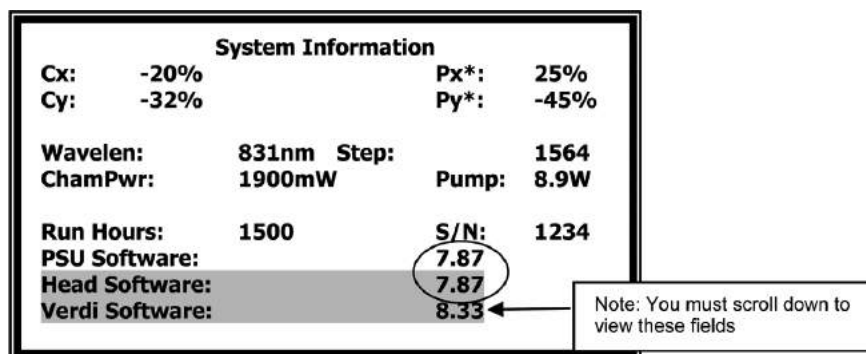 System Information
Cx: -20% Px*: 25%
Cy: -32% Py*: -45%
Wavelen: 831nm Step: 1564
ChamPwr: 1900mW Pump: 8.9W
Run Hours: 1500 S/N: 1234
PSU Software: 7.87
Head Software: 7.87
Verdi Software: 8.33
Note: You must scroll down to
view these fields